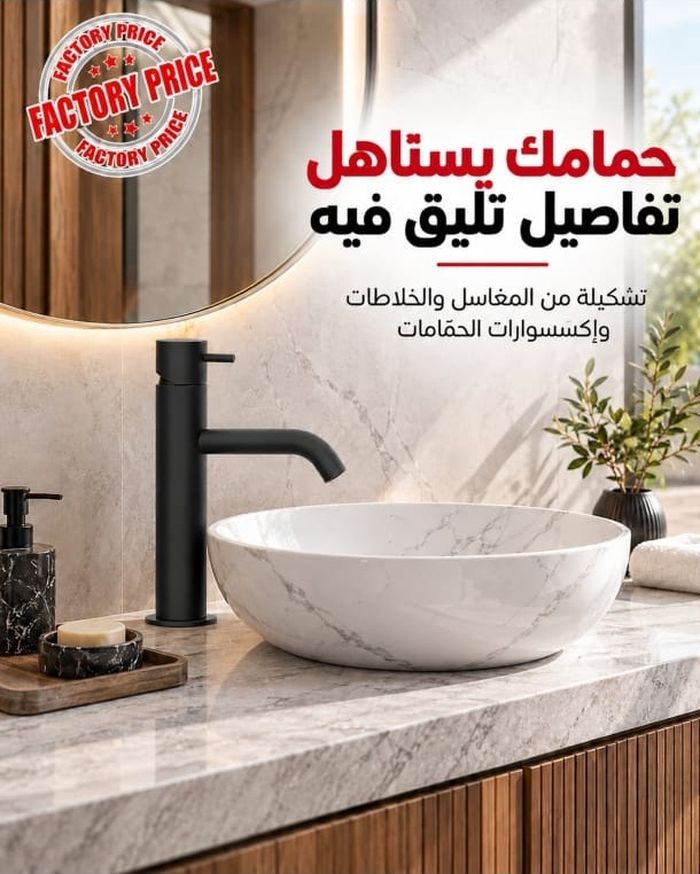 FACTORY PRICE
FACTORY PRICE
FACTORY PRICE
حمامك يستاهل
تفاصيل تليق فيه
تشكيلة من المغاسل والخلاطات
وإكسسوارات الحمّامات